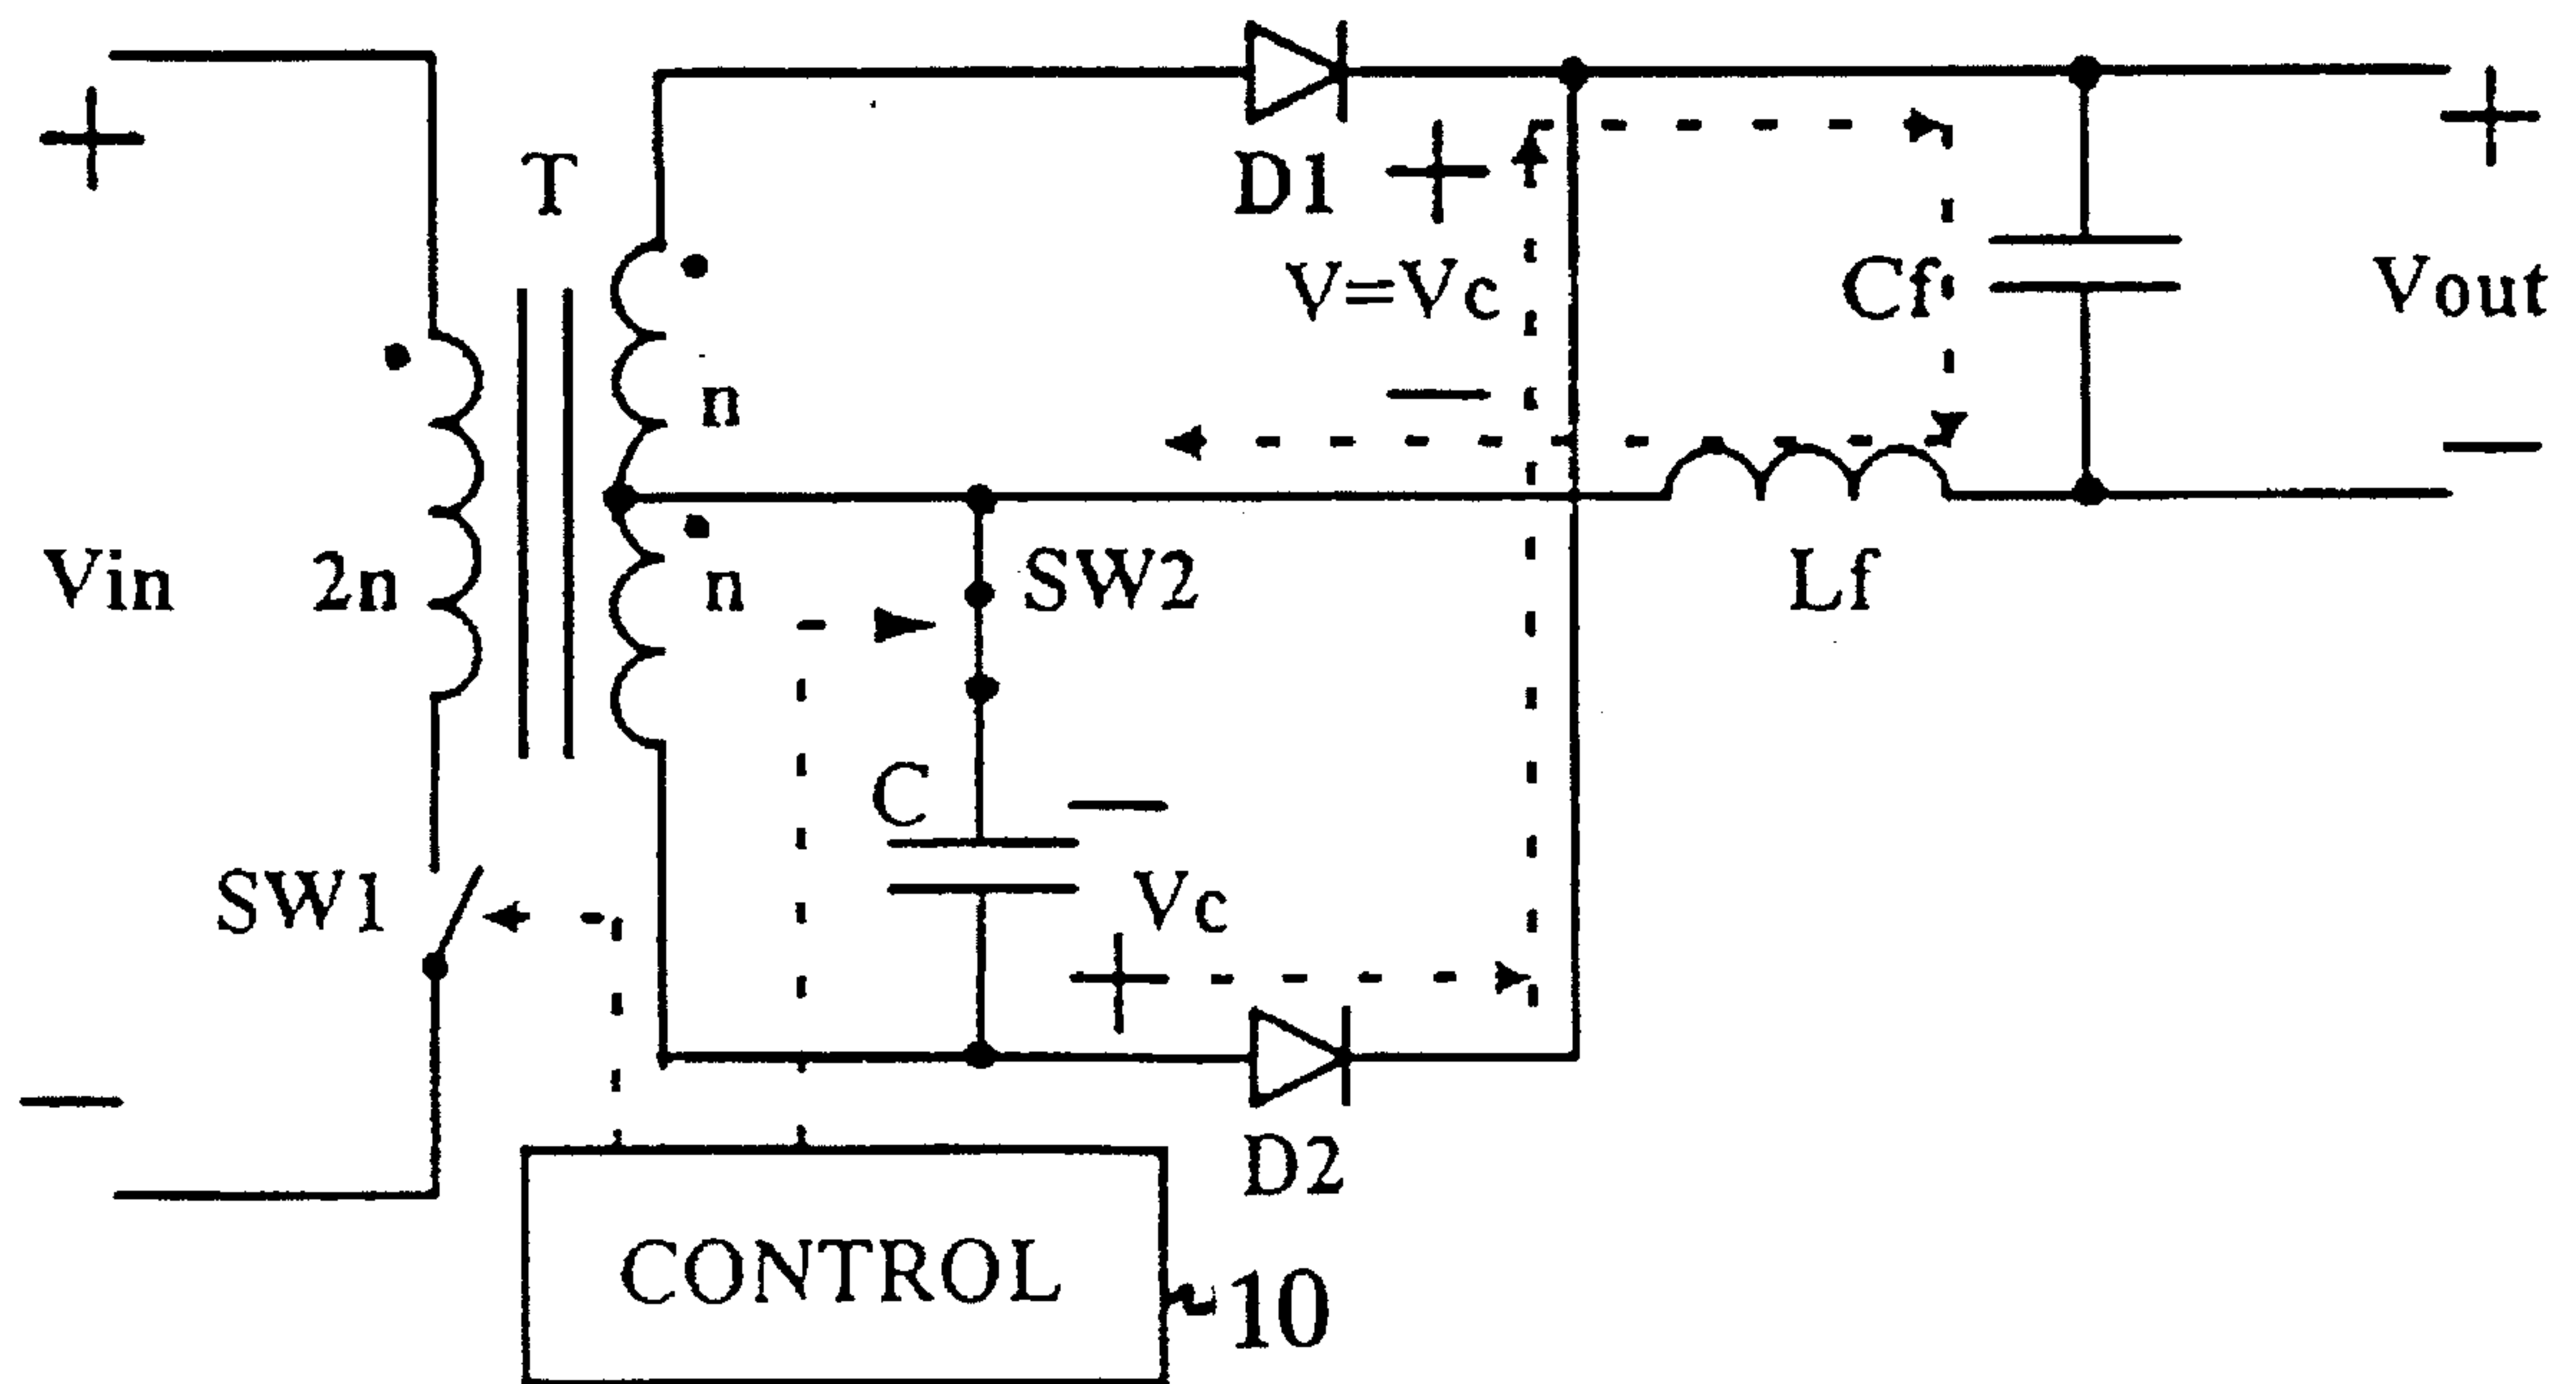 +
T
D1
+
V=Vc
−
Cf
+
Vout
−
n
n
Vin
2n
SW2
Lf
C
−
Vc
+
SW1
−
D2
CONTROL
10